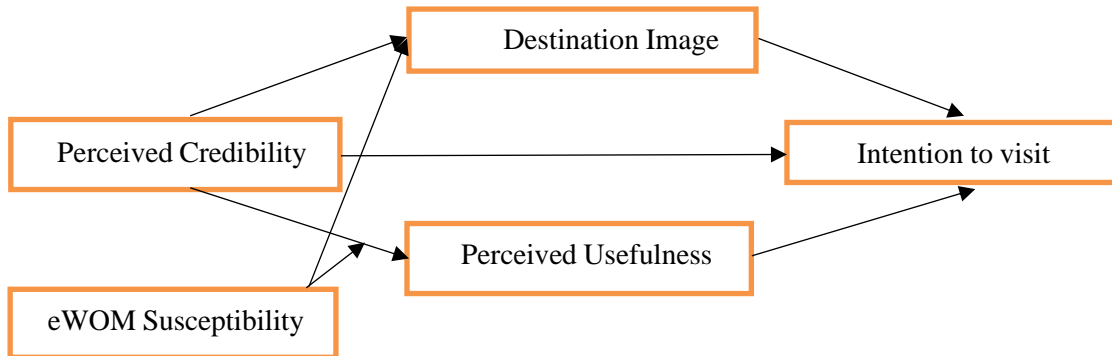 Destination Image
Perceived Credibility
Intention to visit
Perceived Usefulness
eWOM Susceptibility